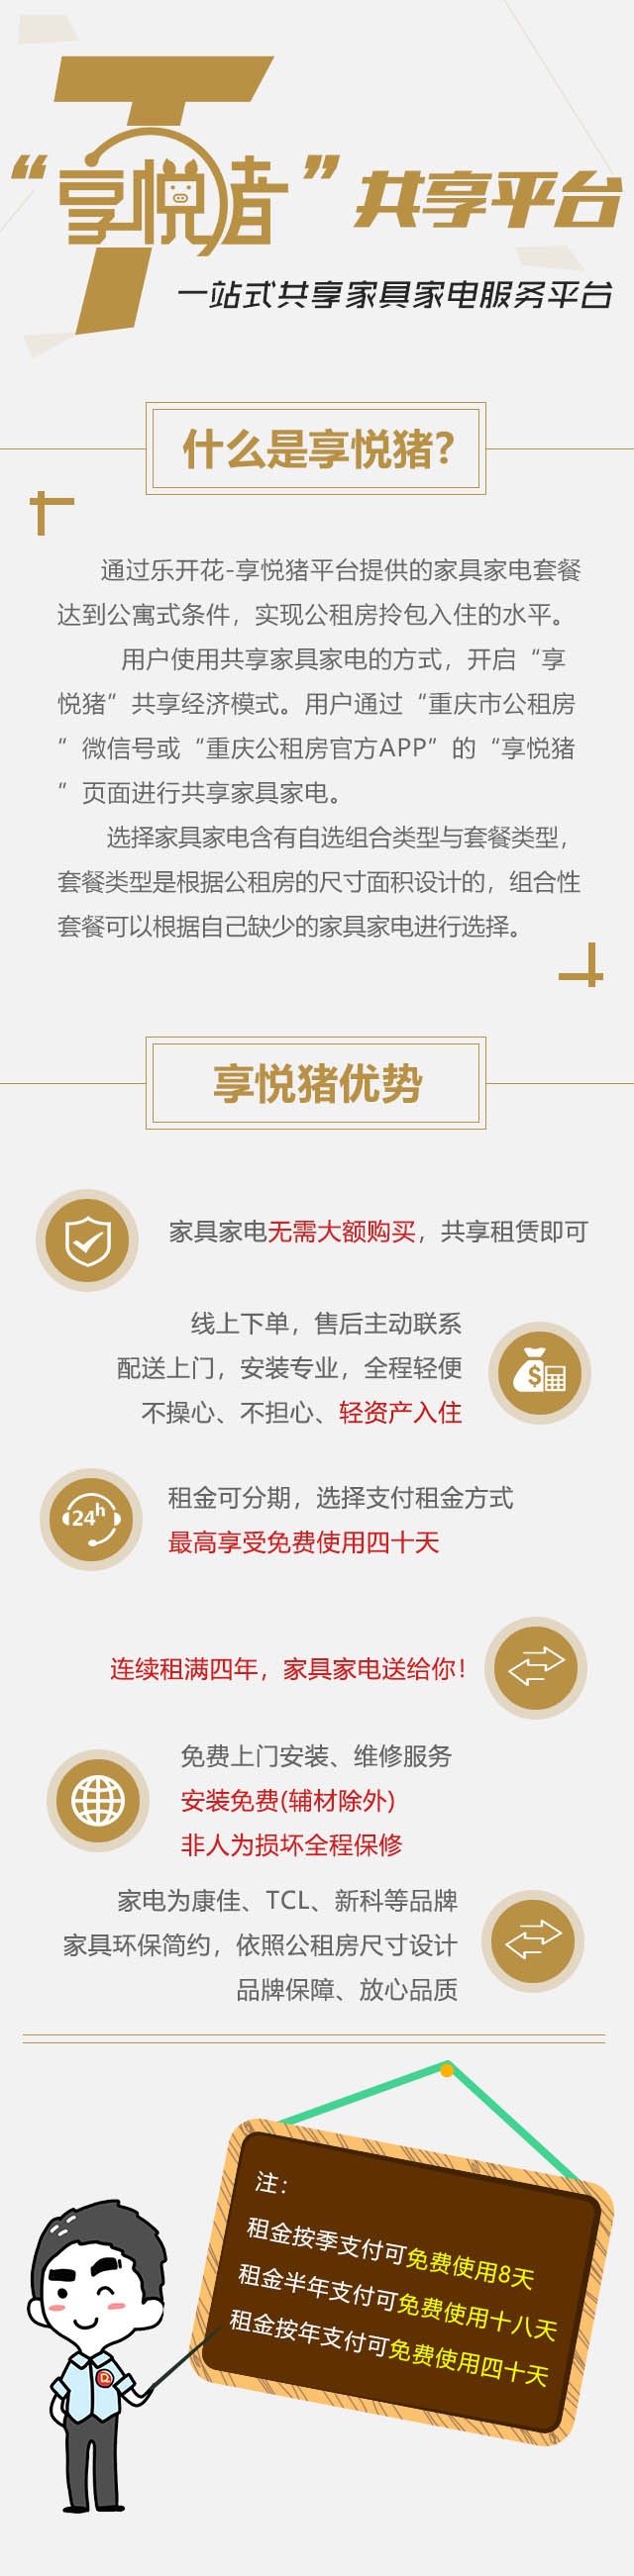 “享悦者”共享平台
一站式共享家具家电服务平台
什么是享悦猪?
通过乐开花-享悦猪平台提供的家具家电套餐
达到公寓式条件，实现公租房拎包入住的水平。
用户使用共享家具家电的方式，开启“享
悦猪”共享经济模式。用户通过“重庆市公租房
”微信号或“重庆公租房官方APP”的“享悦猪
”页面进行共享家具家电。
选择家具家电含有自选组合类型与套餐类型，
套餐类型是根据公租房的尺寸面积设计的，组合性
套餐可以根据自己缺少的家具家电进行选择。
享悦猪优势
家具家电无需大额购买，共享租赁即可
线上下单，售后主动联系
配送上门，安装专业，全程轻便
不操心、不担心、轻资产入住
24h
租金可分期，选择支付租金方式
最高享受免费使用四十天
连续租满四年，家具家电送给你！
免费上门安装、维修服务
安装免费(辅材除外)
非人为损坏全程保修
家电为康佳、TCL、新科等品牌
家具环保简约，依照公租房尺寸设计
品牌保障、放心品质
注：
租金按季支付可免费使用8天
租金半年支付可免费使用十八天
租金按年支付可免费使用四十天